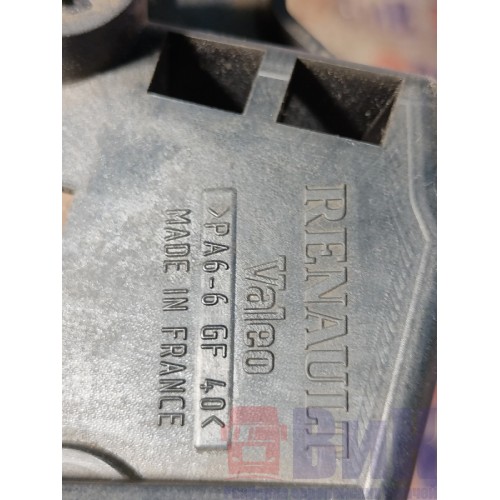 RENAULT
Valeo
>PA6-6 GF 40<
MADE IN FRANCE